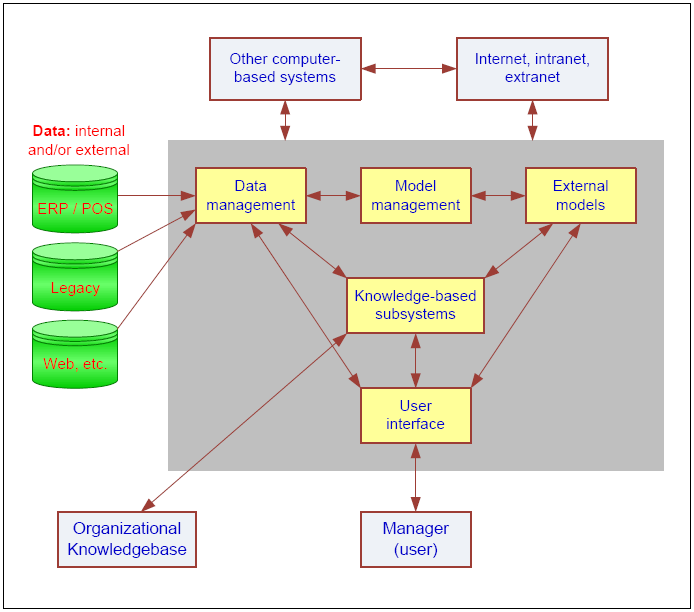 Other computer-
based systems
Internet, intranet,
extranet
Data: internal
and/or external
ERP / POS
Legacy
Web, etc.
Data
management
Model
management
External
models
Knowledge-based
subsystems
User
interface
Organizational
Knowledgebase
Manager
(user)